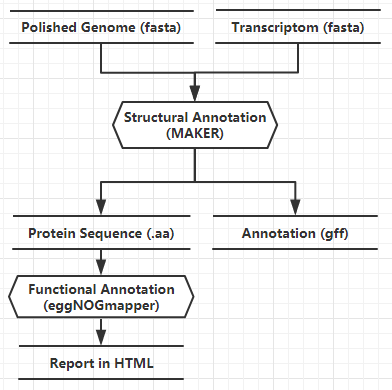 Polished Genome (fasta)
Transcriptom (fasta)
Structural Annotation
(MAKER)
Protein Sequence (.aa)
Annotation (gff)
Functional Annotation
(eggNOGmapper)
Report in HTML